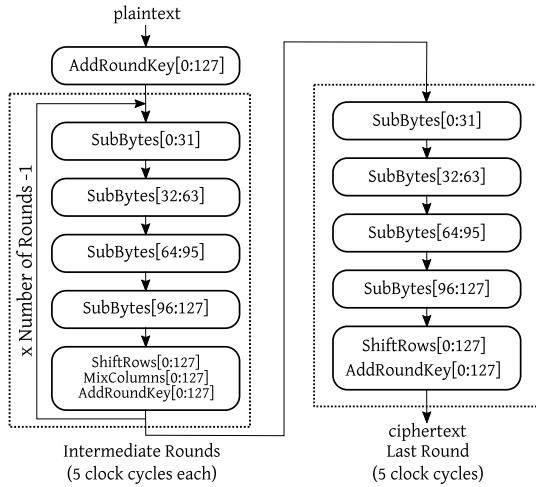 plaintext
AddRoundKey[0:127]
x Number of Rounds -1
SubBytes[0:31]
SubBytes[32:63]
SubBytes[64:95]
SubBytes[96:127]
ShiftRows[0:127]
MixColumns[0:127]
AddRoundKey[0:127]
Intermediate Rounds
(5 clock cycles each)
SubBytes[0:31]
SubBytes[32:63]
SubBytes[64:95]
SubBytes[96:127]
ShiftRows[0:127]
AddRoundKey[0:127]
ciphertext
Last Round
(5 clock cycles)